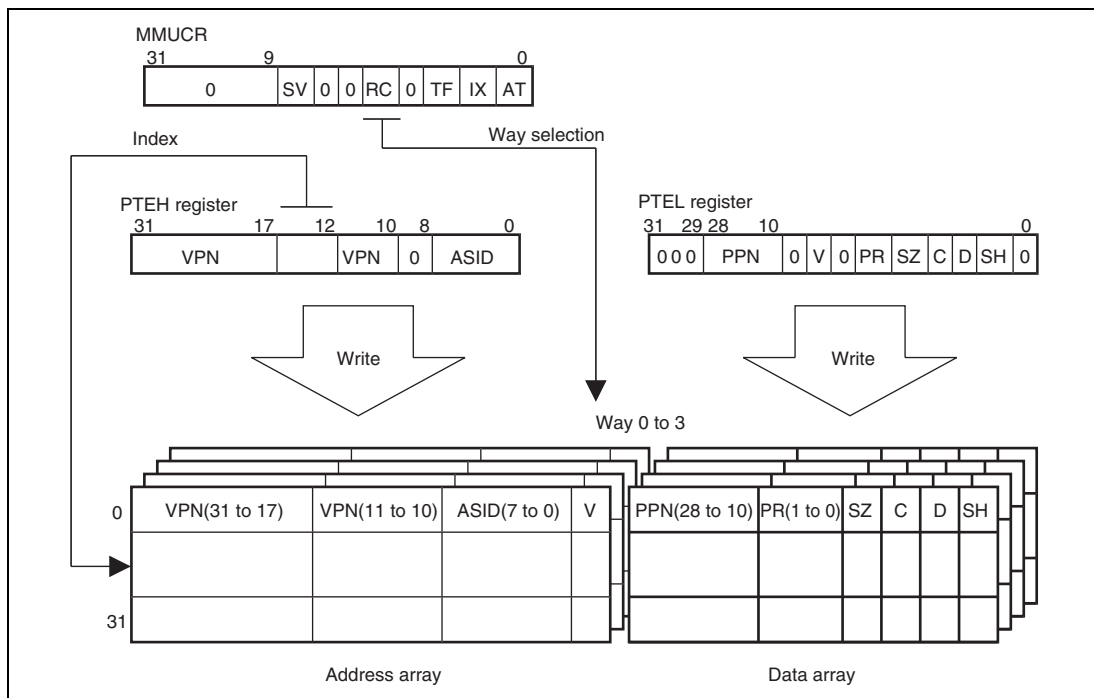 MMUCR
31 9 0
0 SV 0 0 RC 0 TF IX AT
Index
Way selection
PTEH register
31 17 12 10 8 0
VPN VPN 0 ASID
PTEL register
31 29 28 10 0
0 0 0 PPN 0 V 0 PR SZ C D SH 0
Write
Write
Way 0 to 3
0 VPN(31 to 17) VPN(11 to 10) ASID(7 to 0) V PPN(28 to 10) PR(1 to 0) SZ C D SH
31
Address array
Data array